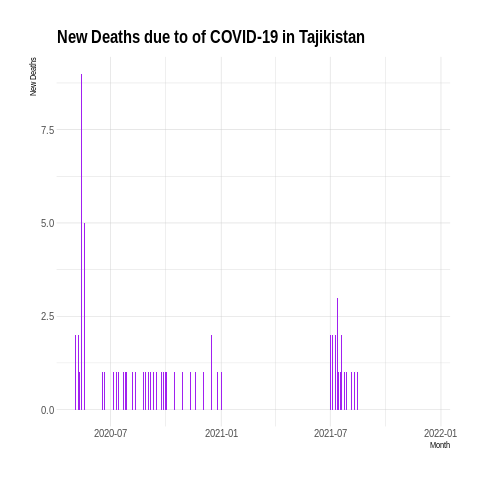 New Deaths due to of COVID-19 in Tajikistan
New Deaths
7.5
5.0
2.5
0.0
2020-07
2021-01
2021-07
2022-01
Month